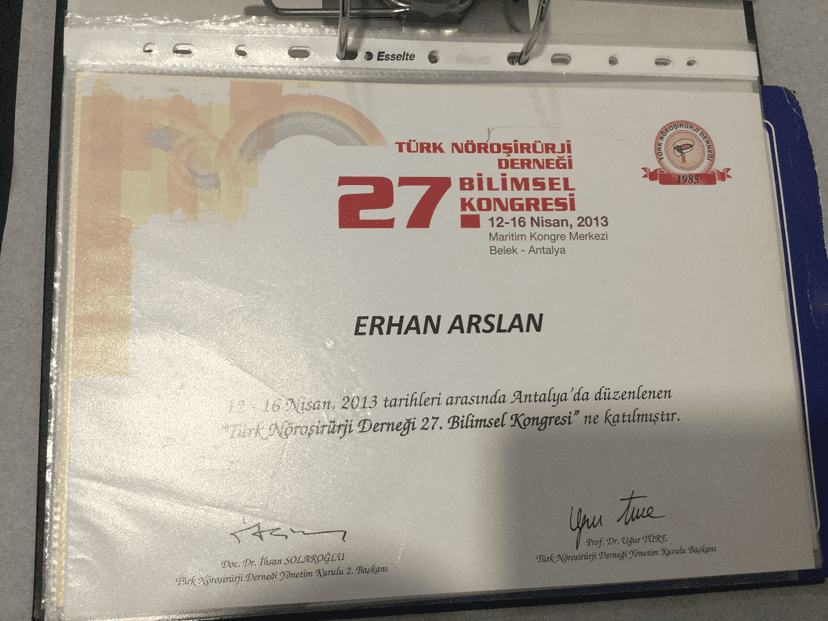 Esselte
TÜRK NÖROŞİRÜRJİ
DERNEĞİ
27. BİLİMSEL
KONGRESİ
12-16 Nisan, 2013
Maritim Kongre Merkezi
Belek - Antalya
TÜRK NÖROŞİRÜRJİ DERNEĞİ
1985
ERHAN ARSLAN
12 - 16 Nisan, 2013 tarihleri arasında Antalya'da düzenlenen
"Türk Nöroşirürji Derneği 27. Bilimsel Kongresi" ne katılmıştır.
Doc. Dr. İhsan SOLAROĞLU
Türk Nöroşirürji Derneği Yönetim Kurulu 2. Başkanı
Prof. Dr. Uğur TÜRE
Türk Nöroşirürji Derneği Yönetim Kurulu Başkanı